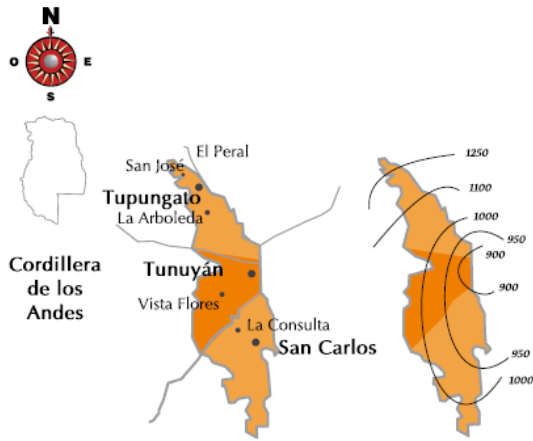 N
O
E
S
El Peral
San José
Tupungato
La Arboleda
Cordillera
de los
Andes
Tunuyán
Vista Flores
La Consulta
San Carlos
1250
1100
1000
950
900
900
950
1000